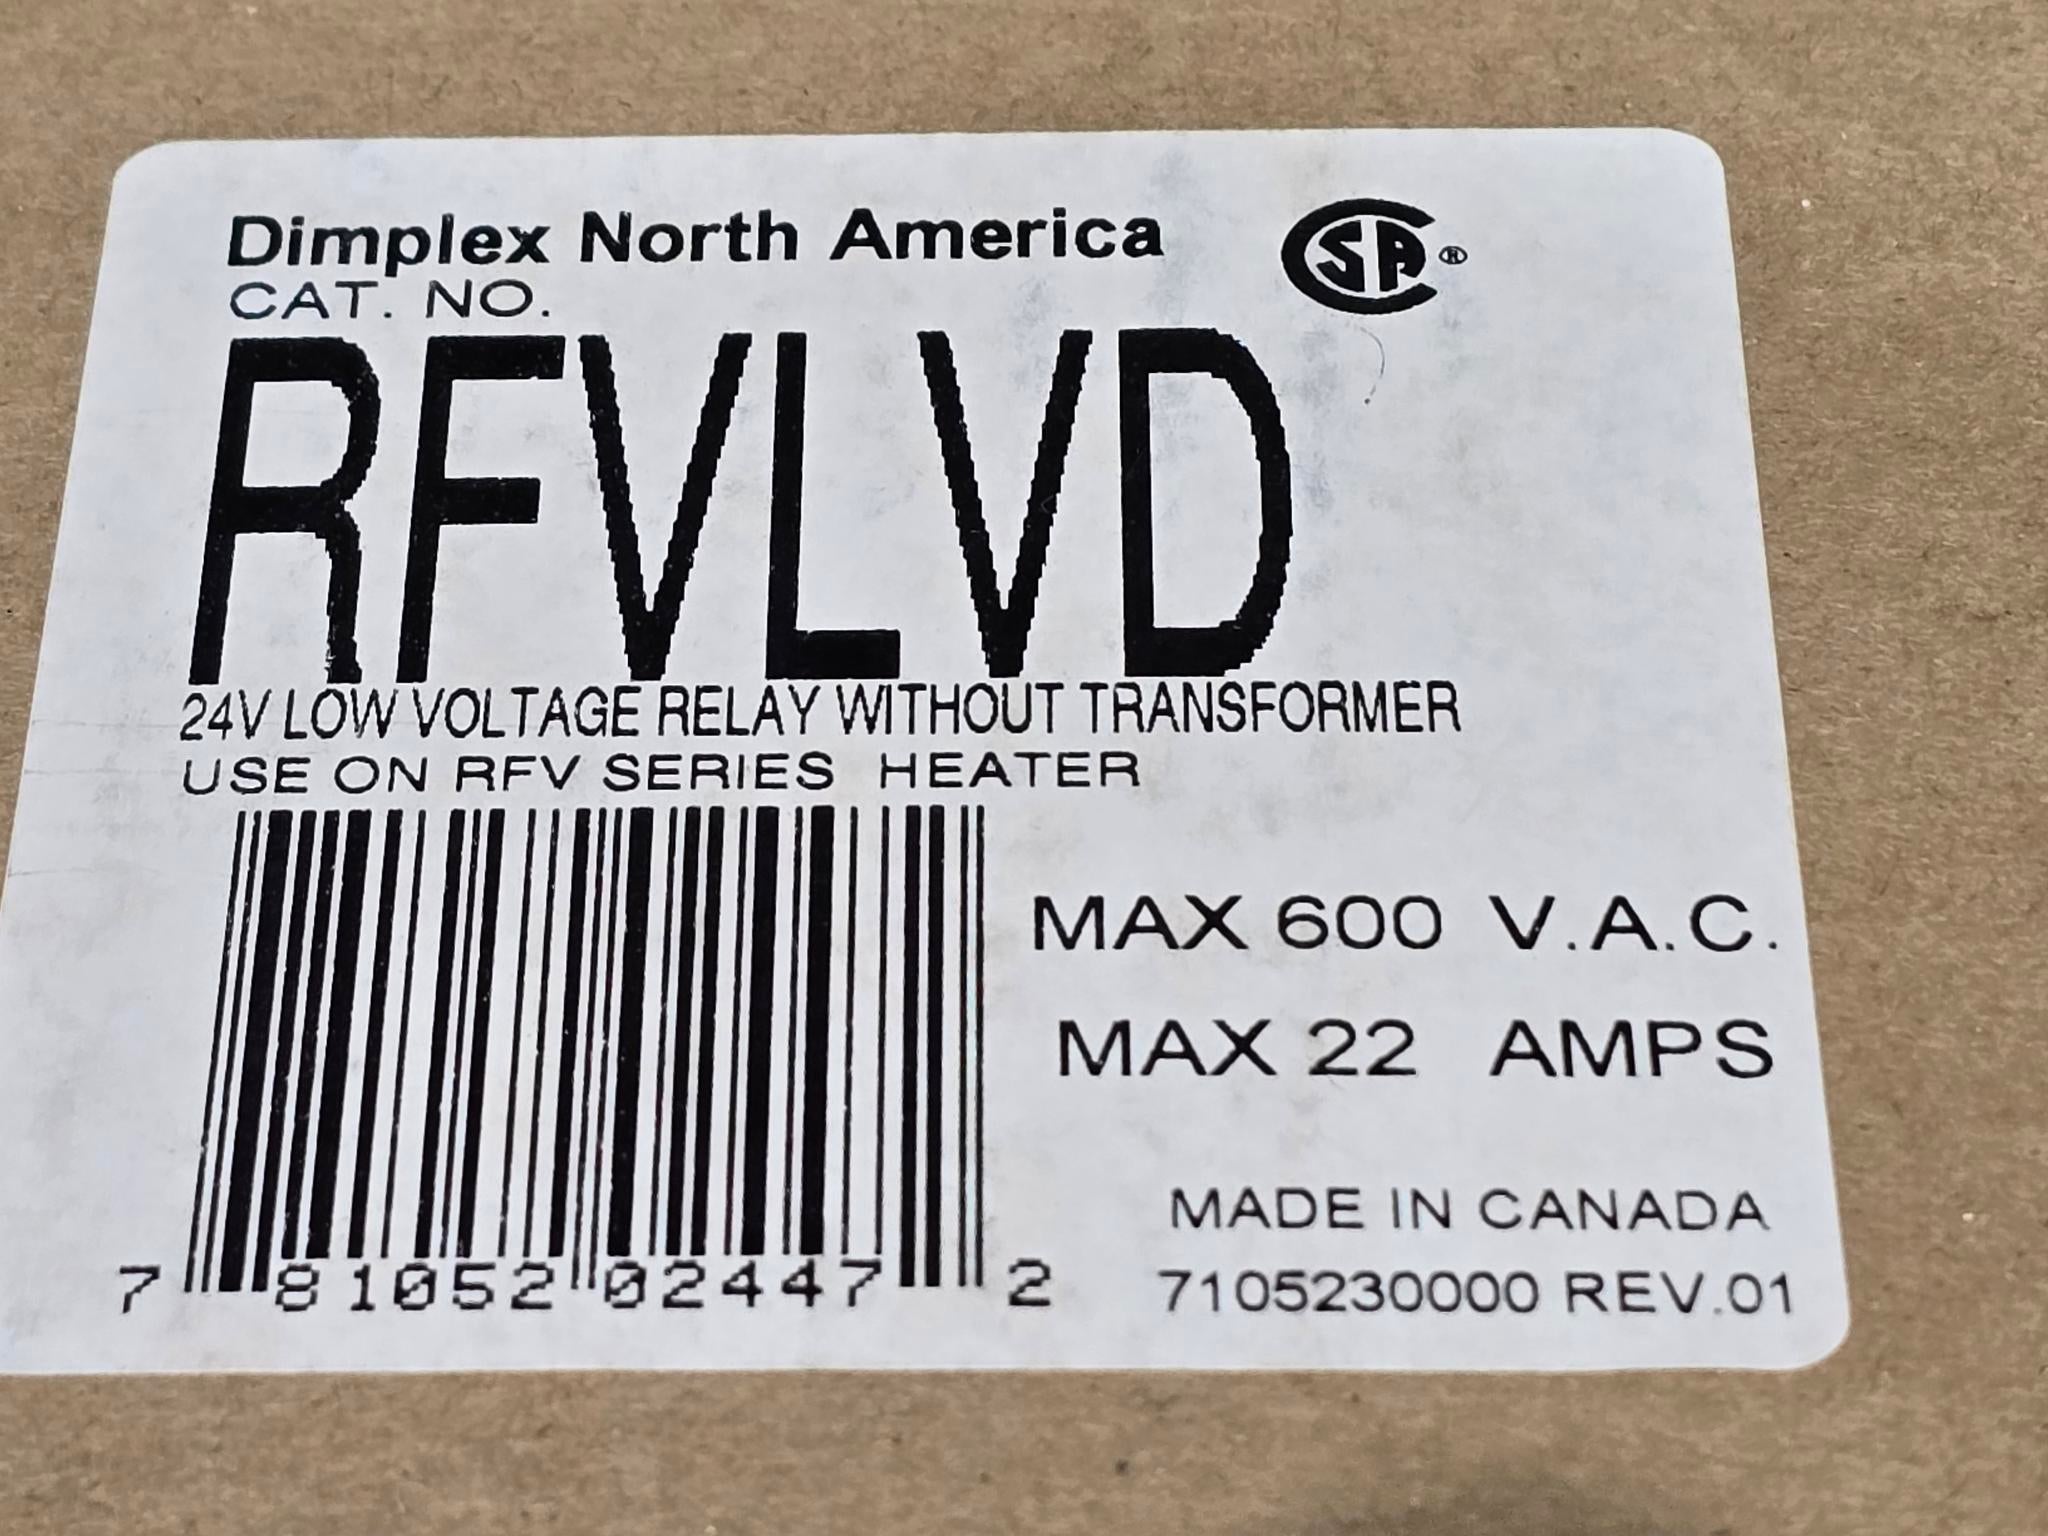 Dimplex North America
CSA®
CAT. NO.
RFVLVD
24V LOW VOLTAGE RELAY WITHOUT TRANSFORMER
USE ON RFV SERIES HEATER
MAX 600 V.A.C.
MAX 22 AMPS
MADE IN CANADA
7 81052 02447 2
7105230000 REV.01